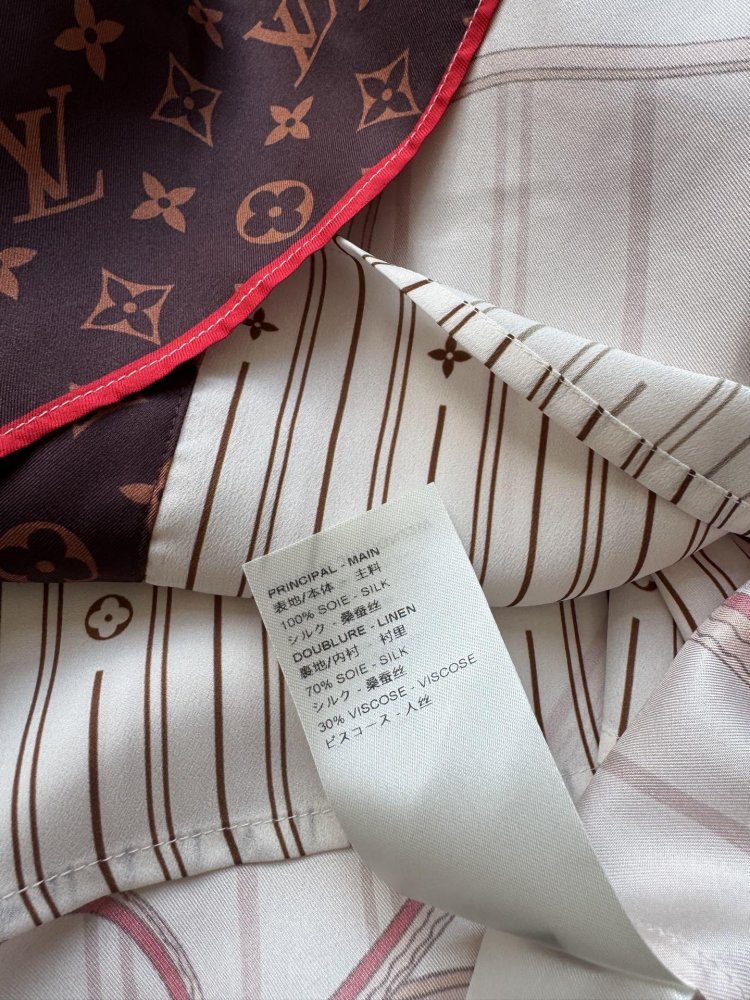 PRINCIPAL - MAIN
表地/本体 - 主料
100% SOIE - SILK
シルク - 桑蚕丝
DOUBLURE - LINEN
裏地/内衬 - 衬里
70% SOIE - SILK
シルク - 桑蚕丝
30% VISCOSE - VISCOSE
ビスコース - 人丝
LV
LV